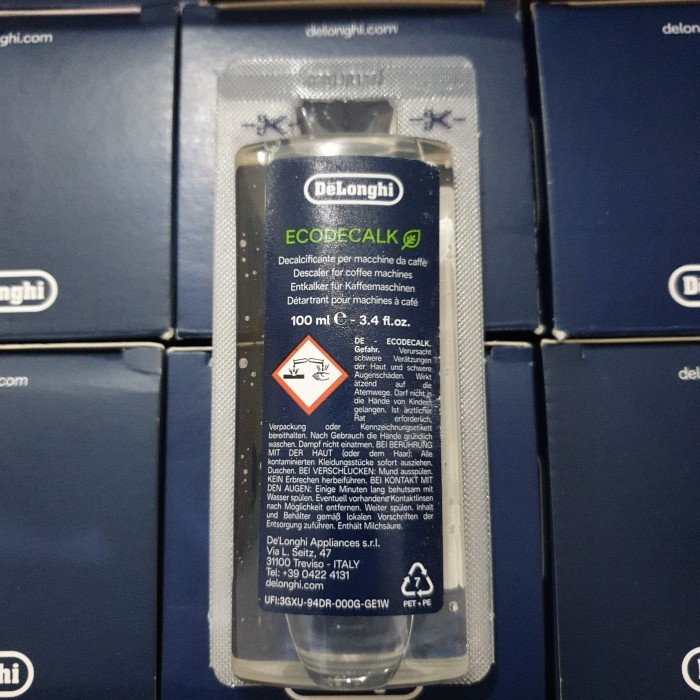 ghi.com
delonghi.com
delon
DeLonghi
ECODECALK
Decalcificante per macchine da caffè
Descaler for coffee machines
Entkalker für Kaffeemaschinen
Détartrant pour machines à café
100 ml ℮ - 3.4 fl.oz.
DE - ECODECALK.
Gefahr. Verursacht
schwere Verätzungen
der Haut und schwere
Augenschäden. Wirkt
ätzend auf die
Atemwege. Darf nicht in
die Hände von Kindern
gelangen. Ist ärztlicher
Rat erforderlich,
Verpackung oder Kennzeichnungsetikett
bereithalten. Nach Gebrauch die Hände gründlich
waschen. Dampf nicht einatmen. BEI BERÜHRUNG
MIT DER HAUT (oder dem Haar): Alle
kontaminierten Kleidungsstücke sofort ausziehen.
Duschen. BEI VERSCHLUCKEN: Mund ausspülen.
KEIN Erbrechen herbeiführen. BEI KONTAKT MIT
DEN AUGEN: Einige Minuten lang behutsam mit
Wasser spülen. Eventuell vorhandene Kontaktlinsen
nach Möglichkeit entfernen. Weiter spülen. Inhalt
und Behälter gemäß lokalen Vorschriften der
Entsorgung zuführen. Enthält Milchsäure.
De'Longhi Appliances s.r.l.
Via L. Seitz, 47
31100 Treviso - ITALY
Tel: +39 0422 4131
delonghi.com
UFI:3GXU-94DR-000G-GE1W
7
PET + PE
nghi
D
.com
del
hi